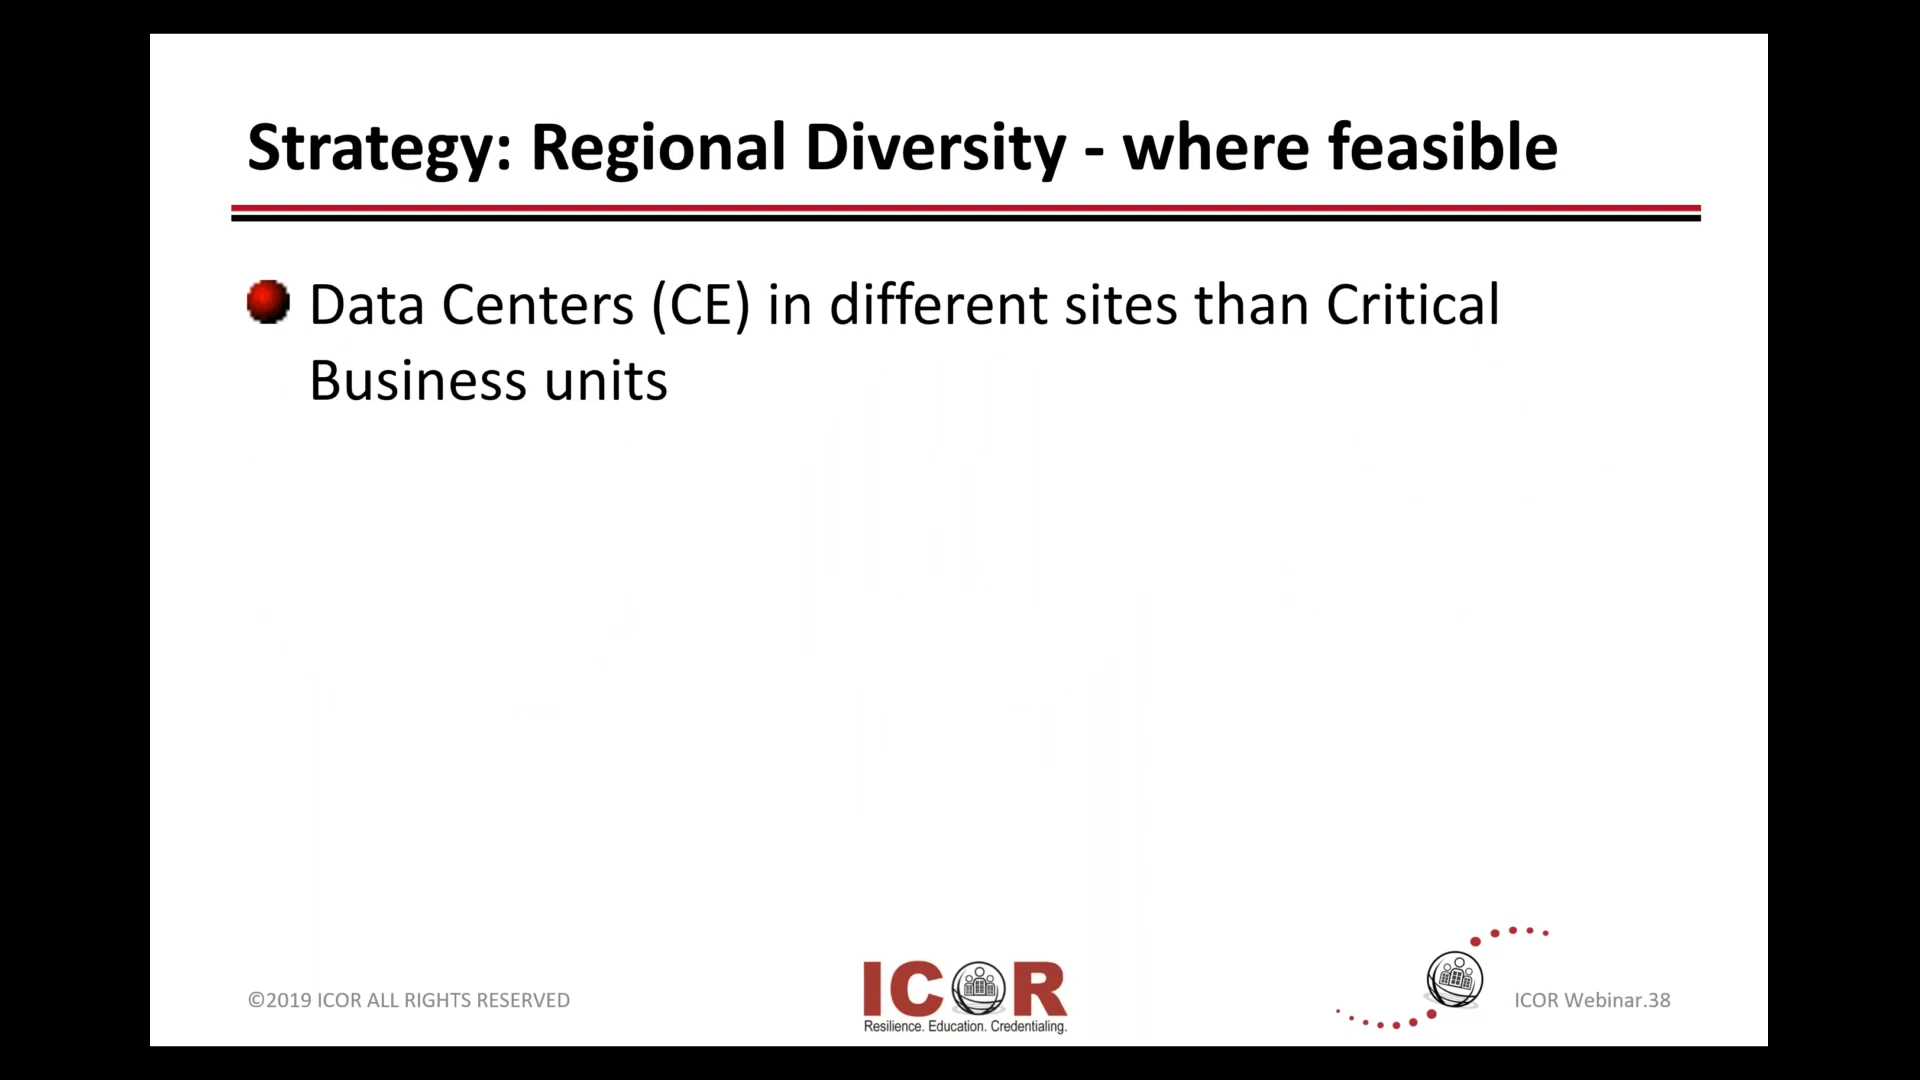 Strategy: Regional Diversity - where feasible
Data Centers (CE) in different sites than Critical
Business units
©2019 ICOR ALL RIGHTS RESERVED
ICOR
Resilience. Education. Credentialing.
ICOR Webinar.38